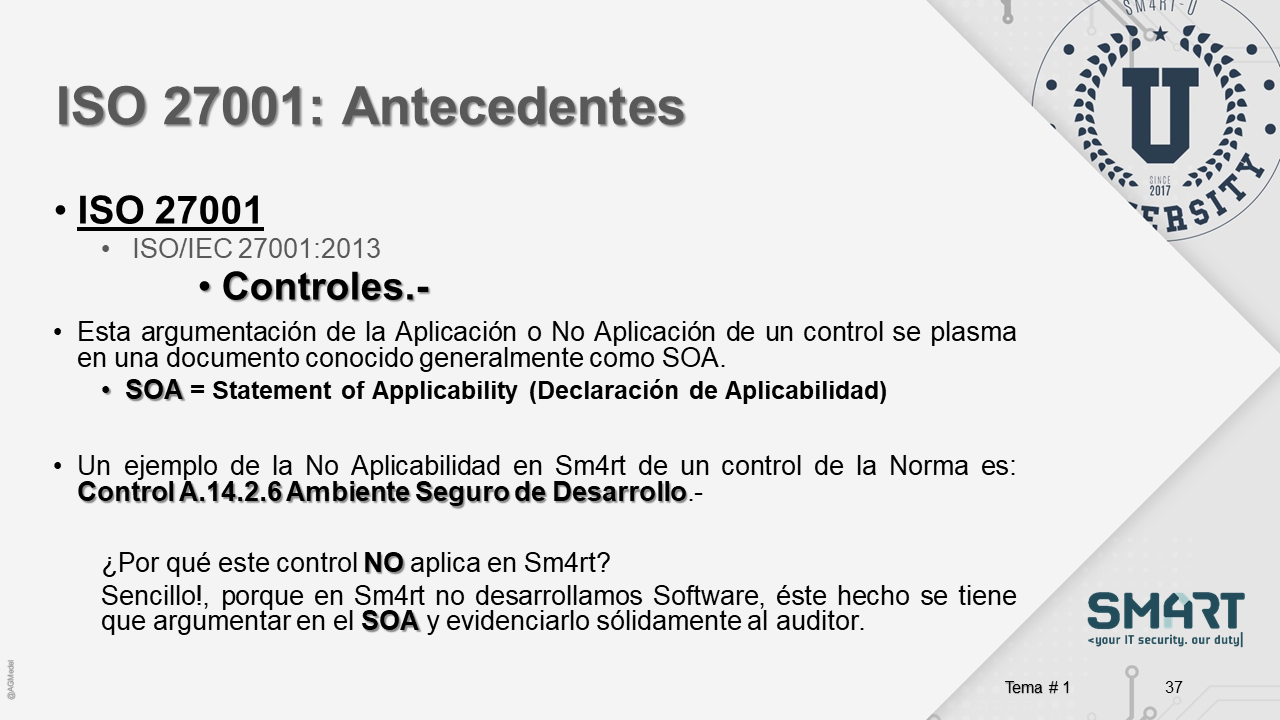 SM4RT-U
ISO 27001: Antecedentes
U
SINCE
2017
ERSITY
• ISO 27001
• ISO/IEC 27001:2013
• Controles.-
• Esta argumentación de la Aplicación o No Aplicación de un control se plasma
en una documento conocido generalmente como SOA.
• SOA = Statement of Applicability (Declaración de Aplicabilidad)
• Un ejemplo de la No Aplicabilidad en Sm4rt de un control de la Norma es:
Control A.14.2.6 Ambiente Seguro de Desarrollo.-
¿Por qué este control NO aplica en Sm4rt?
Sencillo!, porque en Sm4rt no desarrollamos Software, éste hecho se tiene
que argumentar en el SOA y evidenciarlo sólidamente al auditor.
SM4RT
<your IT security. our duty|
@AGMedel
Tema # 1
37